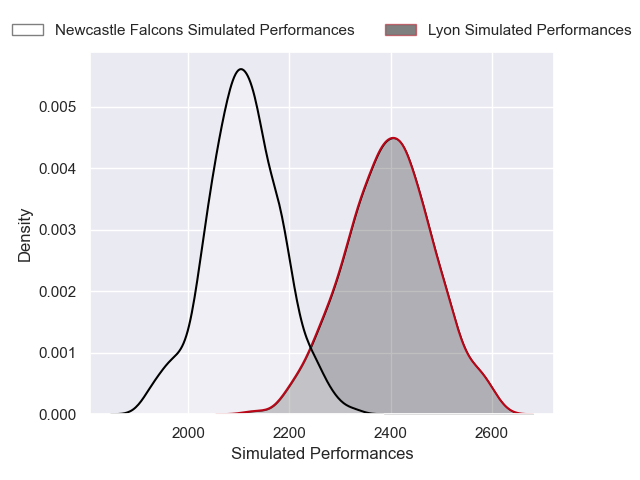 Newcastle Falcons Simulated Performances
Lyon Simulated Performances
Density
0.005
0.004
0.003
0.002
0.001
0.000
2000
2200
2400
2600
Simulated Performances